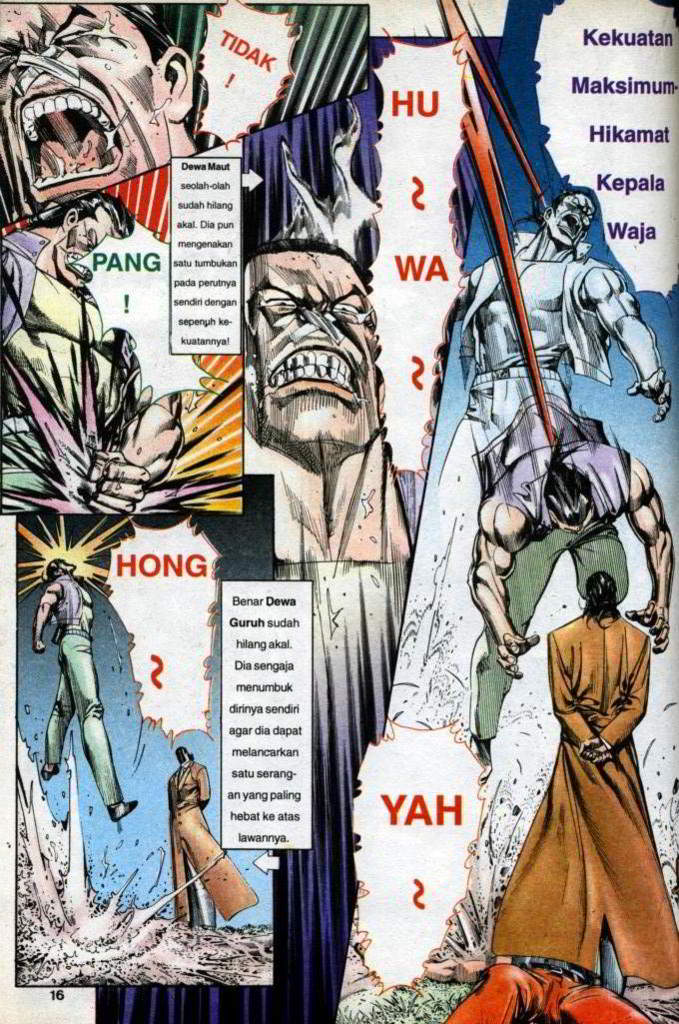 TIDAK
!
Dewa Maut
seolah-olah
sudah hilang
akal. Dia pun
mengenakan
satu tumbukan
pada perutnya
sendiri dengan
sepenuh ke-
kuatannya!
PANG
!
HU
~
WA
~
Kekuatan
Maksimum-
Hikamat
Kepala
Waja
HONG
~
Benar Dewa
Guruh sudah
hilang akal.
Dia sengaja
menumbuk
dirinya sendiri
agar dia dapat
melancarkan
satu serang-
an yang paling
hebat ke atas
lawannya.
YAH
~
16